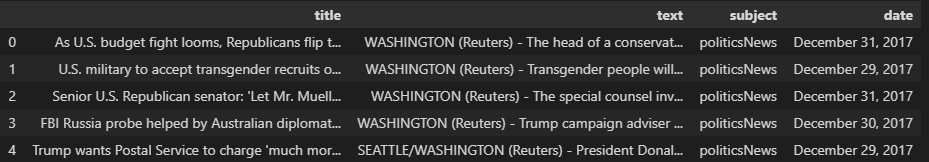 title text subject date
0 As U.S. budget fight looms, Republicans flip t... WASHINGTON (Reuters) - The head of a conservat... politicsNews December 31, 2017
1 U.S. military to accept transgender recruits o... WASHINGTON (Reuters) - Transgender people will... politicsNews December 29, 2017
2 Senior U.S. Republican senator: 'Let Mr. Muell... WASHINGTON (Reuters) - The special counsel inv... politicsNews December 31, 2017
3 FBI Russia probe helped by Australian diplomat... WASHINGTON (Reuters) - Trump campaign adviser ... politicsNews December 30, 2017
4 Trump wants Postal Service to charge 'much mor... SEATTLE/WASHINGTON (Reuters) - President Donal... politicsNews December 29, 2017